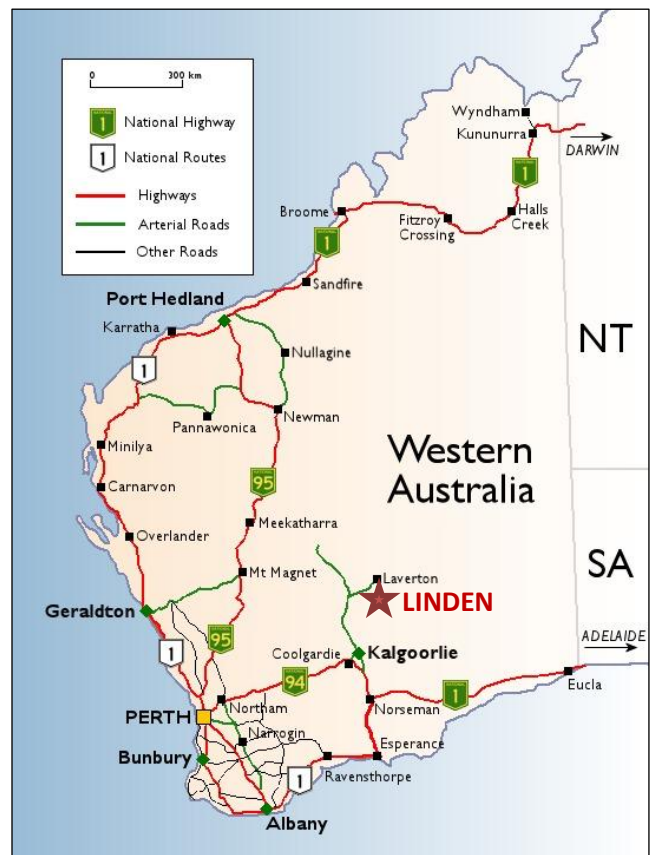 0 300 km
1 National Highway
1 National Routes
Highways
Arterial Roads
Other Roads
Wyndham
Kununurra
DARWIN
1
Broome
Fitzroy
Crossing
Halls
Creek
1
Sandfire
Port Hedland
Karratha
Nullagine
NT
1
Newman
Pannawonica
Minilya
Western
Australia
95
Carnarvon
Meekatharra
Overlander
Mt Magnet
Laverton
SA
LINDEN
Geraldton
ADELAIDE
95
1
Kalgoorlie
Coolgardie
94
Eucla
1
Northam
Norseman
PERTH
Narrogin
Esperance
Bunbury
1
Ravensthorpe
Albany